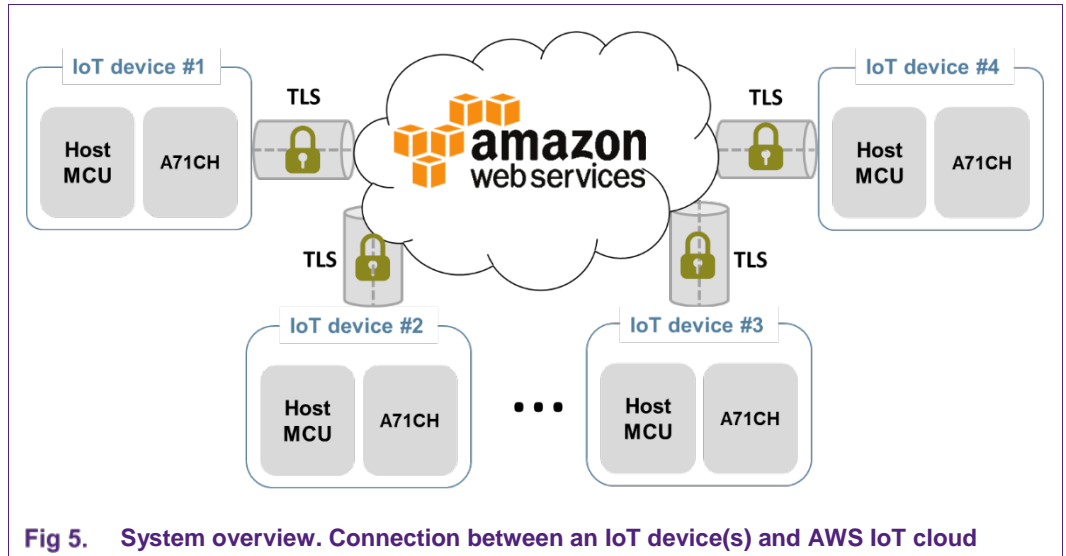 IoT device #1
Host
MCU
A71CH
TLS
amazon
web services
TLS
IoT device #4
Host
MCU
A71CH
TLS
TLS
IoT device #2
Host
MCU
A71CH
...
IoT device #3
Host
MCU
A71CH
Fig 5. System overview. Connection between an IoT device(s) and AWS IoT cloud